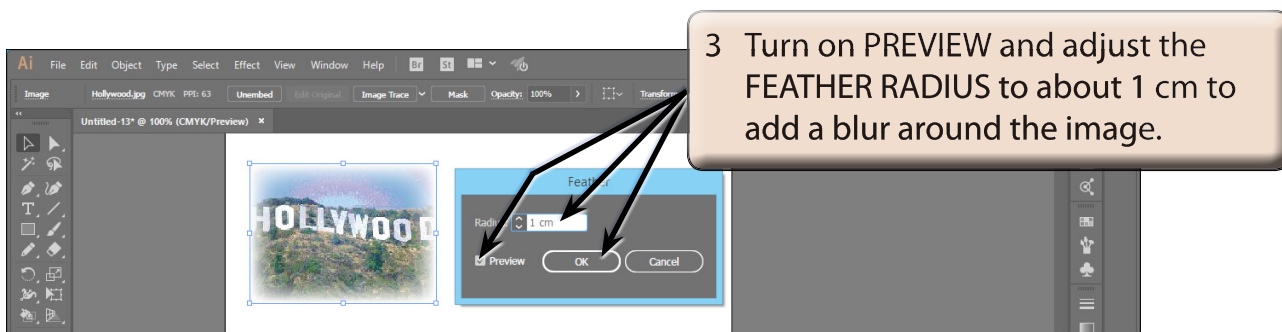 3 Turn on PREVIEW and adjust the
FEATHER RADIUS to about 1 cm to
add a blur around the image.
Ai File Edit Object Type Select Effect View Window Help Br St
Image Hollywood.jpg CMYK PPI: 63 Unembed Edit Original Image Trace Mask Opacity: 100% Transform
Untitled-13* @ 100% (CMYK/Preview) ×
HOLLYWOOD
Feather
1 cm
Preview OK Cancel